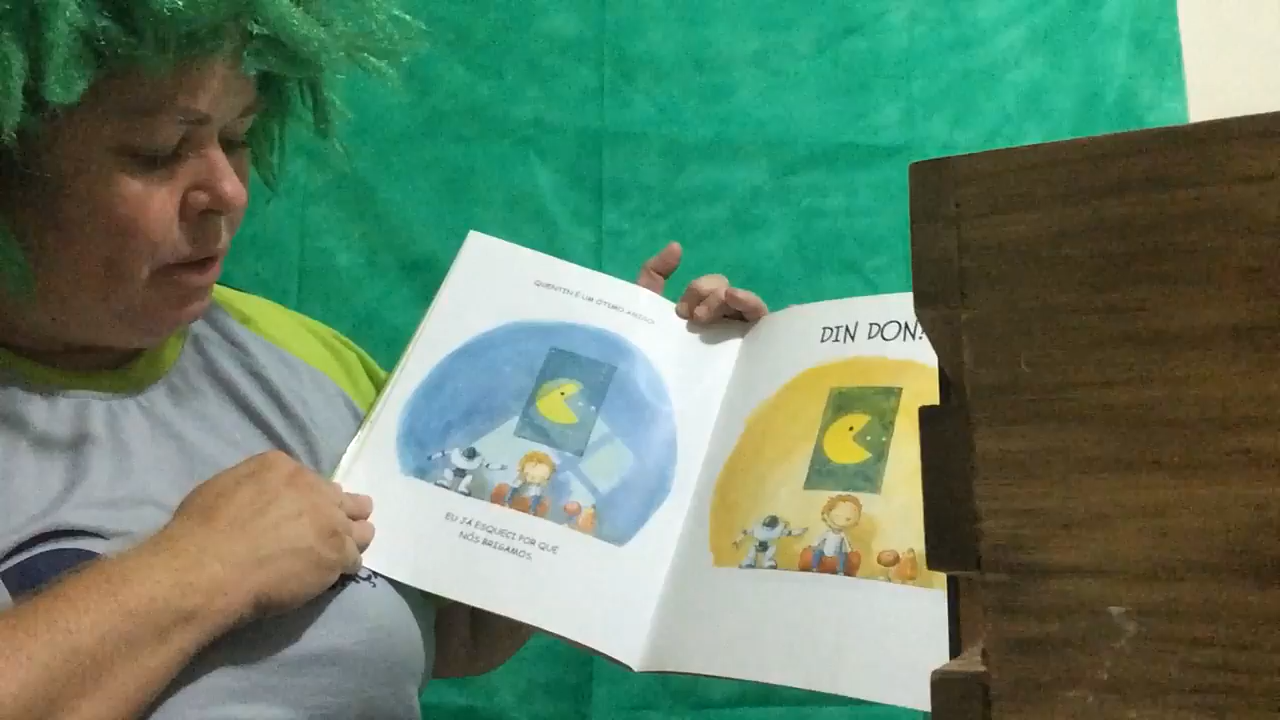 QUENTIN É UM ÓTIMO AMIGO.
EU JÁ ESQUECI POR QUE
NÓS BRIGAMOS.
DIN DON!